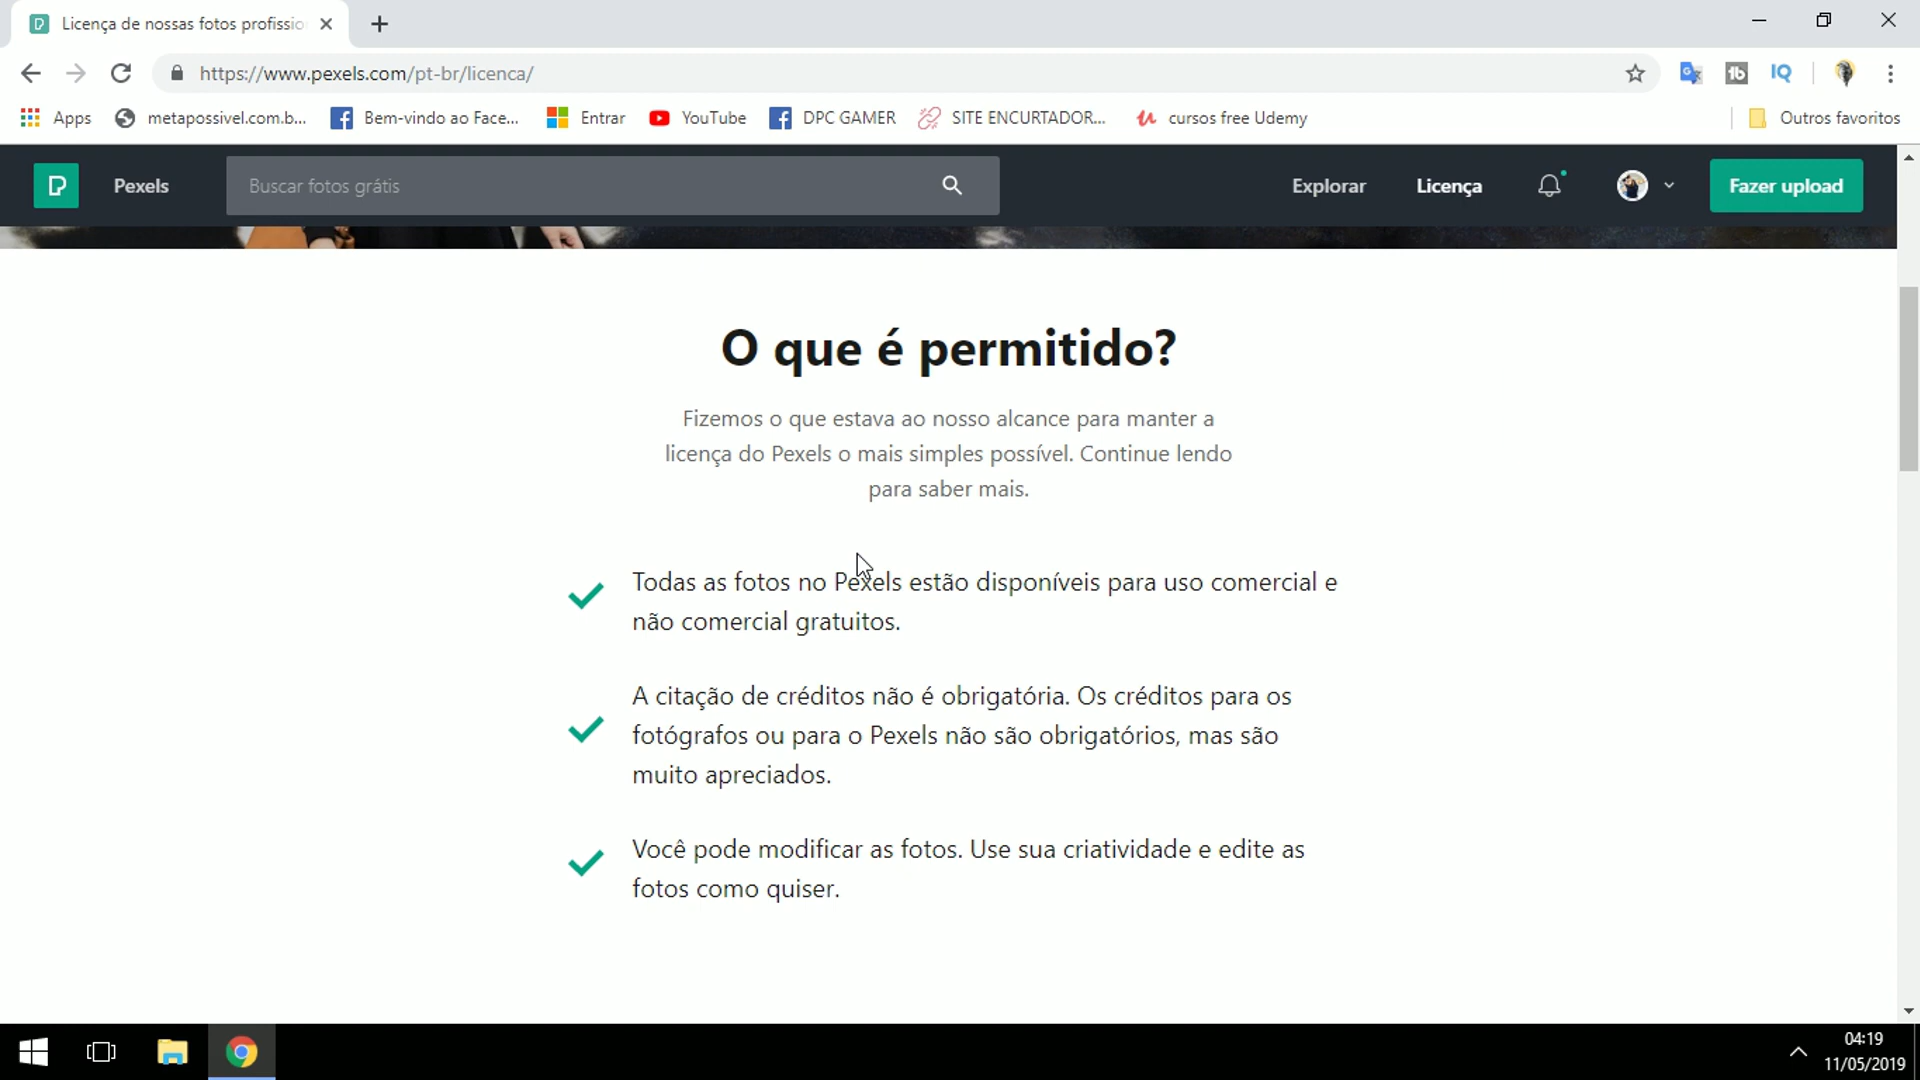 Licença de nossas fotos profissio
https://www.pexels.com/pt-br/licenca/
Apps metapossivel.com.b... Bem-vindo ao Face... Entrar YouTube DPC GAMER SITE ENCURTADOR... cursos free Udemy Outros favoritos
Pexels Buscar fotos grátis Explorar Licença Fazer upload
O que é permitido?
Fizemos o que estava ao nosso alcance para manter a
licença do Pexels o mais simples possível. Continue lendo
para saber mais.
Todas as fotos no Pexels estão disponíveis para uso comercial e
não comercial gratuitos.
A citação de créditos não é obrigatória. Os créditos para os
fotógrafos ou para o Pexels não são obrigatórios, mas são
muito apreciados.
Você pode modificar as fotos. Use sua criatividade e edite as
fotos como quiser.
04:19
11/05/2019